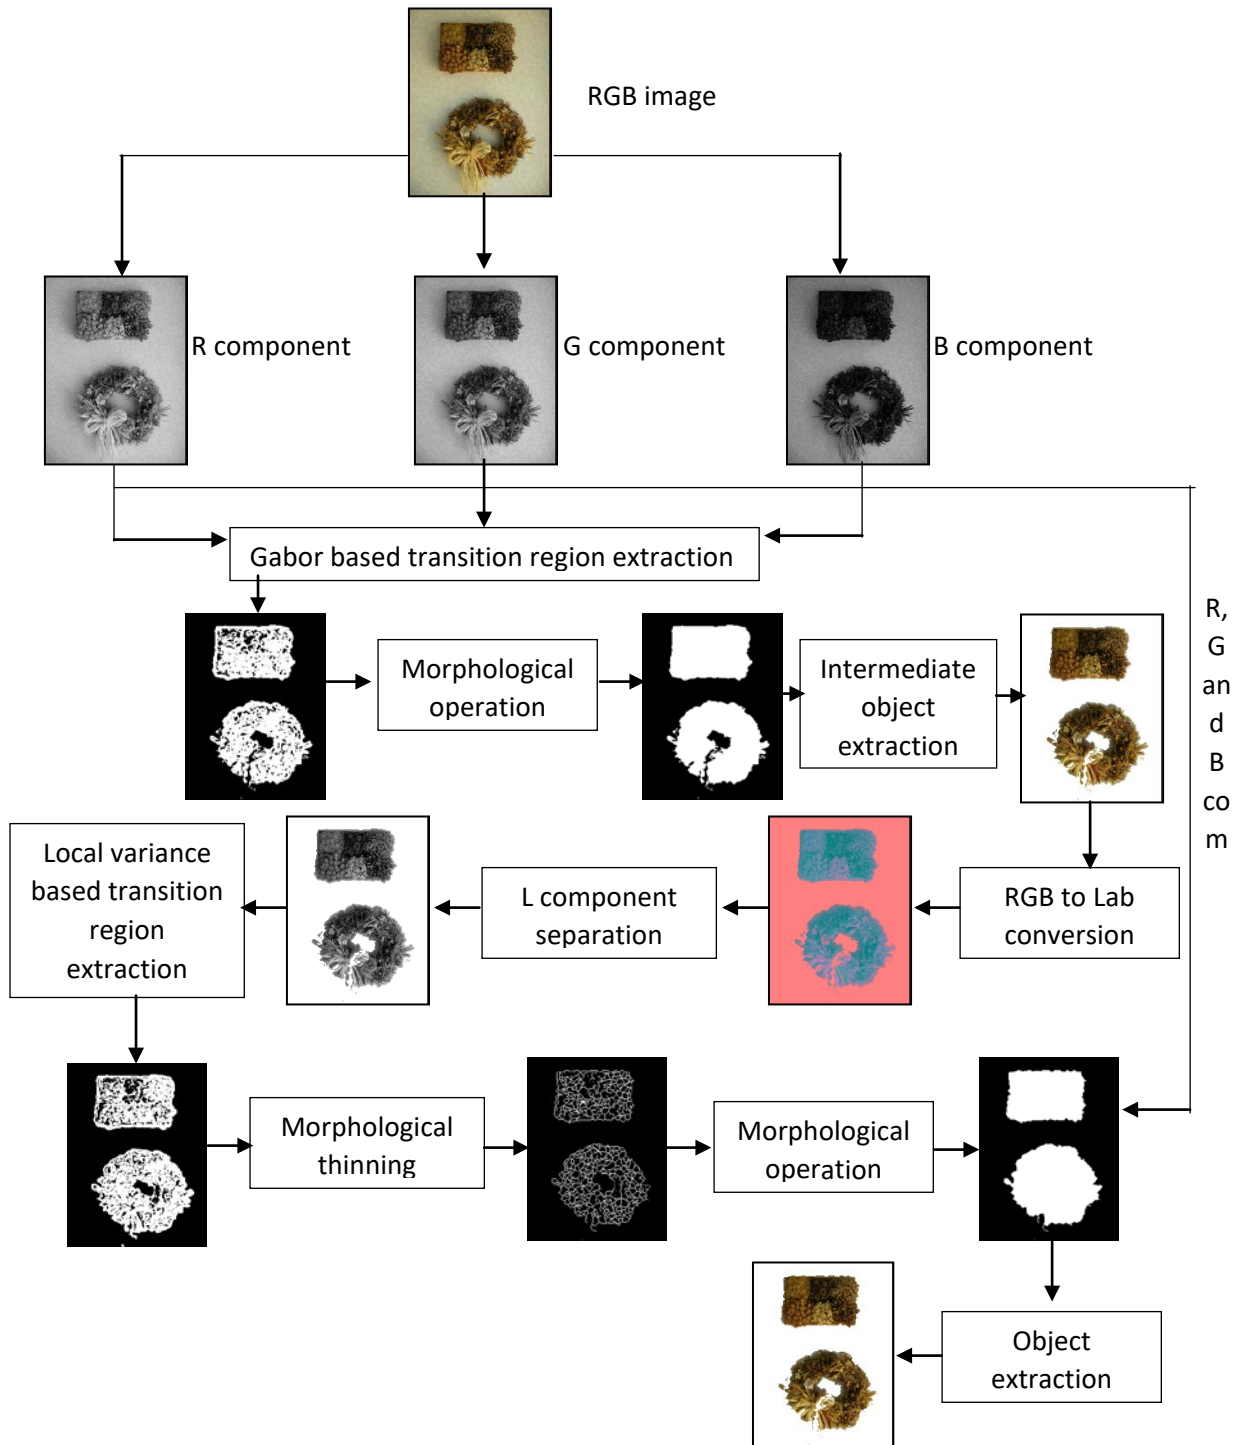 RGB image
R component
G component
B component
Gabor based transition region extraction
R,
G
an
d
B
co
m
Morphological
operation
Intermediate
object
extraction
Local variance
based transition
region
extraction
L component
separation
RGB to Lab
conversion
Morphological
thinning
Morphological
operation
Object
extraction